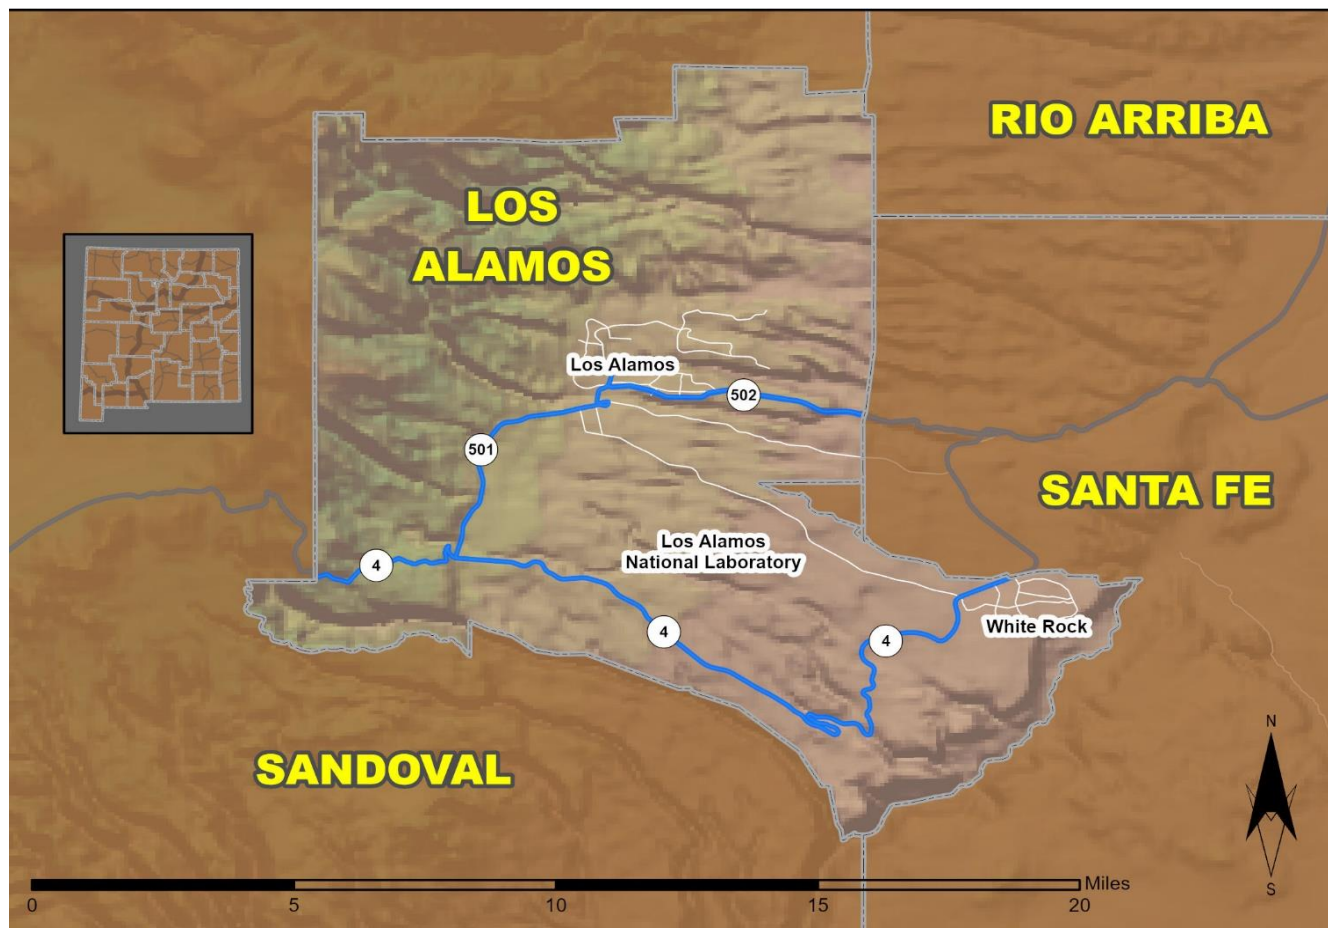 RIO ARRIBA
LOS
ALAMOS
Los Alamos
502
501
SANTA FE
Los Alamos
National Laboratory
4
4
4
White Rock
SANDOVAL
N
S
Miles
0 5 10 15 20